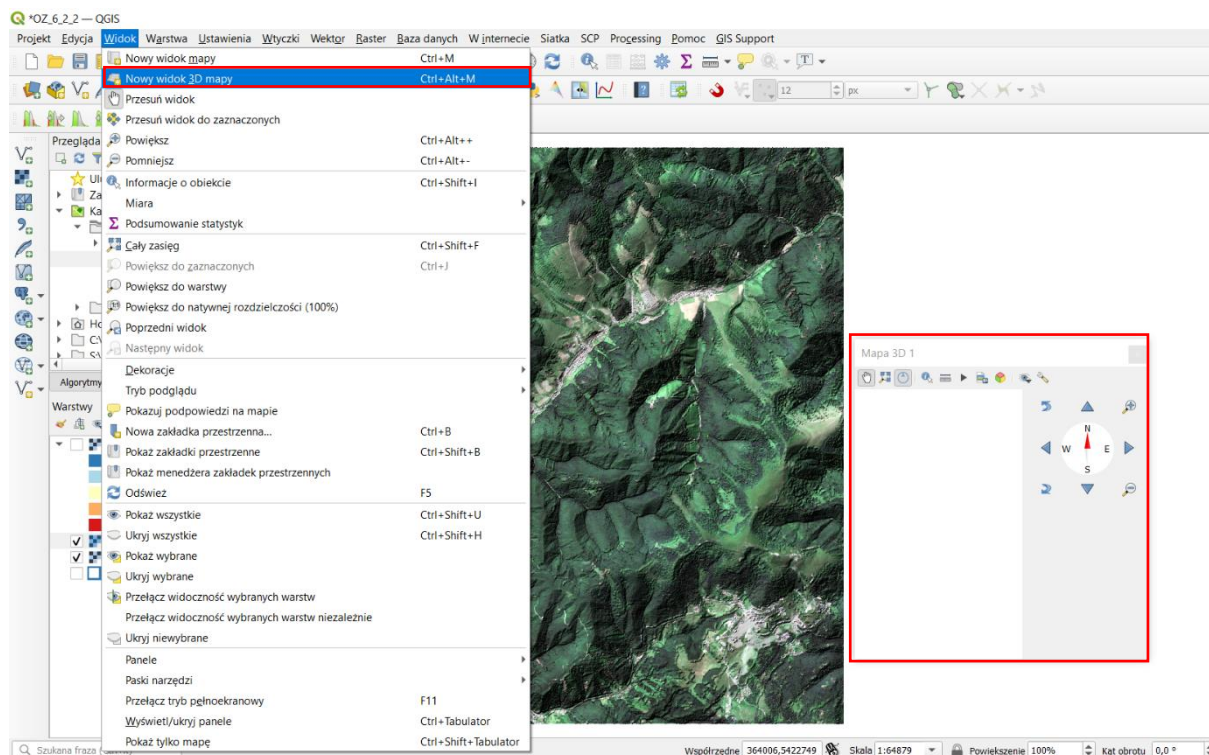 *OZ_6_2_2 — QGIS
Projekt Edycja Widok Warstwa Ustawienia Wtyczki Wektor Raster Baza danych W internecie Siatka SCP Processing Pomoc GIS Support
Nowy widok mapy Ctrl+M
Nowy widok 3D mapy Ctrl+Alt+M
12 px
Przesuń widok
Przesuń widok do zaznaczonych
Przegląda
Powiększ Ctrl+Alt++
Pomniejsz Ctrl+Alt+-
Informacje o obiekcie Ctrl+Shift+I
Miara
Podsumowanie statystyk
Cały zasięg Ctrl+Shift+F
Powiększ do zaznaczonych Ctrl+J
Powiększ do warstwy
Powiększ do natywnej rozdzielczości (100%)
Poprzedni widok
Następny widok
Dekoracje
Tryb podglądu
Algorytmy
Warstwy
Pokazuj podpowiedzi na mapie
Nowa zakładka przestrzenna... Ctrl+B
Pokaż zakładki przestrzenne Ctrl+Shift+B
Pokaż menedżera zakładek przestrzennych
Odśwież F5
Pokaż wszystkie Ctrl+Shift+U
Ukryj wszystkie Ctrl+Shift+H
Pokaż wybrane
Ukryj wybrane
Przełącz widoczność wybranych warstw
Przełącz widoczność wybranych warstw niezależnie
Ukryj niewybrane
Panele
Paski narzędzi
Przełącz tryb pełnoekranowy F11
Wyświetl/ukryj panele Ctrl+Tabulator
Pokaż tylko mapę Ctrl+Shift+Tabulator
Mapa 3D 1
N
W E
S
Szukana fraza
Współrzędne 364006,5422749 Skala 1:64879 Powiększenie 100% Kąt obrotu 0,0 °